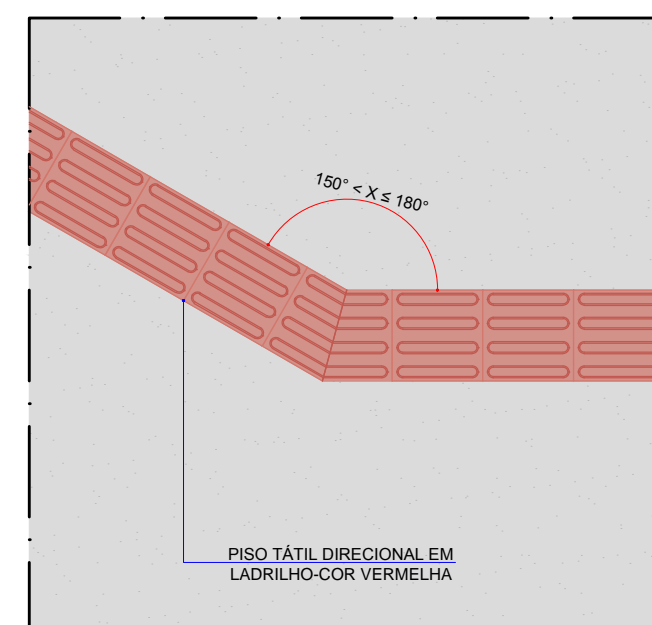 150° < X ≤ 180°
PISO TÁTIL DIRECIONAL EM
LADRILHO-COR VERMELHA